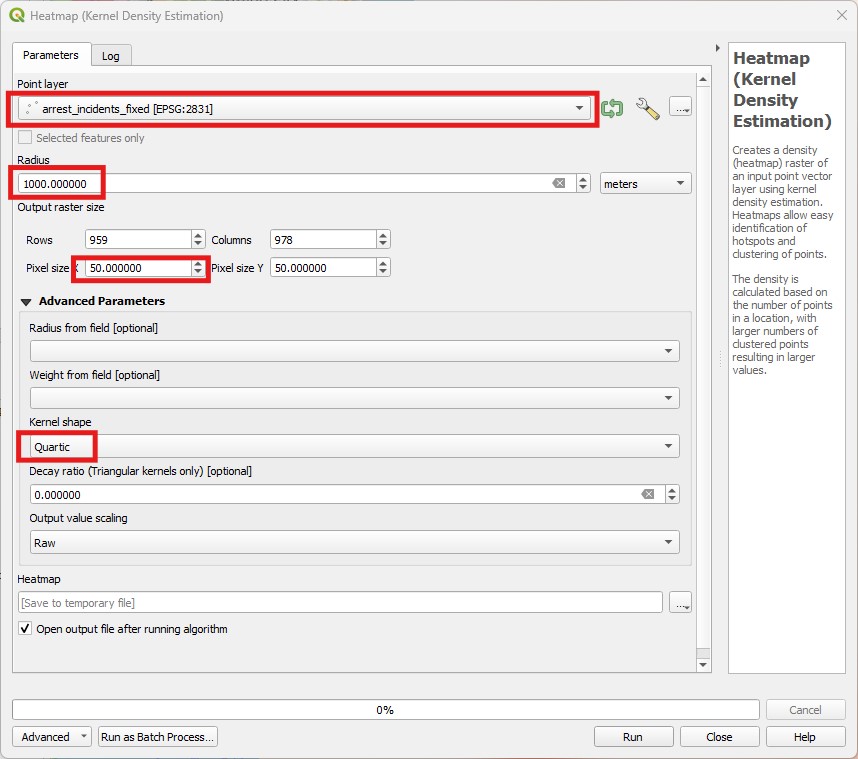 Heatmap (Kernel Density Estimation)
Parameters
Log
Point layer
arrest_incidents_fixed [EPSG:2831]
...
Selected features only
Radius
1000.000000
meters
Output raster size
Rows
959
Columns
978
Pixel size X
50.000000
Pixel size Y
50.000000
Advanced Parameters
Radius from field [optional]
Weight from field [optional]
Kernel shape
Quartic
Decay ratio (Triangular kernels only) [optional]
0.000000
Output value scaling
Raw
Heatmap
[Save to temporary file]
...
Open output file after running algorithm
Heatmap
(Kernel
Density
Estimation)
Creates a density
(heatmap) raster of
an input point vector
layer using kernel
density estimation.
Heatmaps allow easy
identification of
hotspots and
clustering of points.
The density is
calculated based on
the number of points
in a location, with
larger numbers of
clustered points
resulting in larger
values.
0%
Cancel
Advanced
Run as Batch Process...
Run
Close
Help